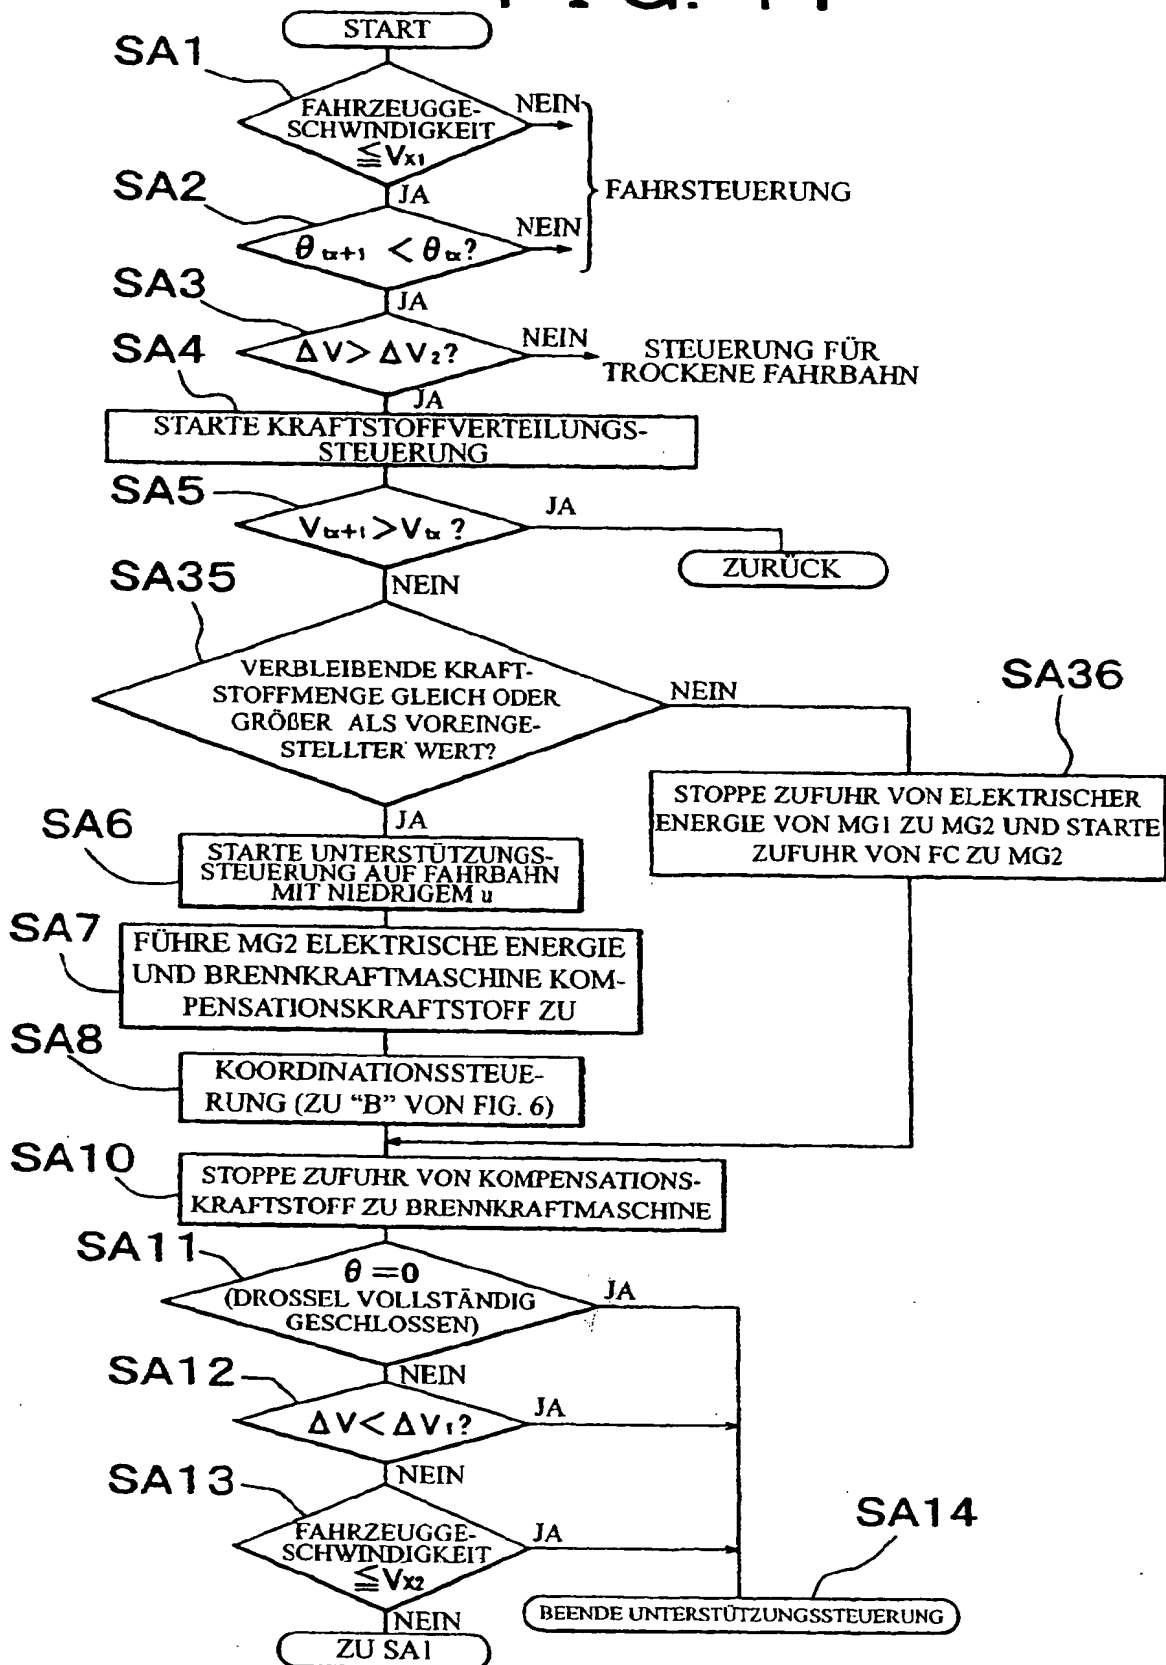 START
SA1
FAHRZEUGGE-
SCHWINDIGKEIT
≦Vx1
NEIN
JA
FAHRSTEUERUNG
SA2
θtx+1 <θtx?
NEIN
JA
SA3
ΔV>ΔV2?
NEIN
STEUERUNG FÜR
TROCKENE FAHRBAHN
JA
SA4
STARTE KRAFTSTOFFVERTEILUNGS-
STEUERUNG
SA5
Vtx+1>Vtx?
JA
ZURÜCK
NEIN
SA35
VERBLEIBENDE KRAFT-
STOFFMENGE GLEICH ODER
GRÖßER ALS VOREINGE-
STELLTER WERT?
NEIN
SA36
STOPPE ZUFUHR VON ELEKTRISCHER
ENERGIE VON MG1 ZU MG2 UND STARTE
ZUFUHR VON FC ZU MG2
JA
SA6
STARTE UNTERSTÜTZUNGS-
STEUERUNG AUF FAHRBAHN
MIT NIEDRIGEM u
SA7
FÜHRE MG2 ELEKTRISCHE ENERGIE
UND BRENNKRAFTMASCHINE KOM-
PENSATIONSKRAFTSTOFF ZU
SA8
KOORDINATIONSSTEUE-
RUNG (ZU “B” VON FIG. 6)
SA10
STOPPE ZUFUHR VON KOMPENSATIONS-
KRAFTSTOFF ZU BRENNKRAFTMASCHINE
SA11
θ=0
(DROSSEL VOLLSTÄNDIG
GESCHLOSSEN)
JA
NEIN
SA12
ΔV<ΔV1?
JA
NEIN
SA13
FAHRZEUGGE-
SCHWINDIGKEIT
≦Vx2
JA
SA14
BEENDE UNTERSTÜTZUNGSSTEUERUNG
NEIN
ZU SA1